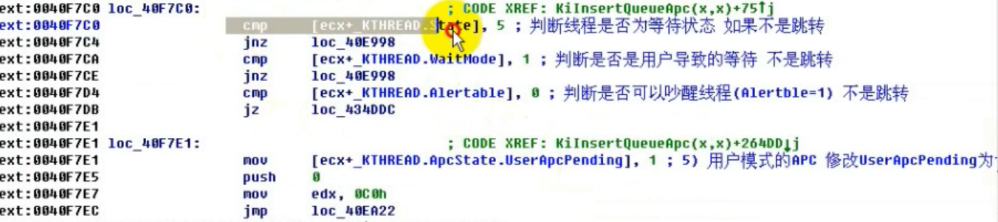 ext:0040F7C0 loc_40F7C0: ; CODE XREF: KiInsertQueueApc(x,x)+75↑j
ext:0040F7C0 cmp [ecx+_KTHREAD.State], 5 ; 判断线程是否为等待状态 如果不是跳转
ext:0040F7C4 jnz loc_40E998
ext:0040F7CA cmp [ecx+_KTHREAD.WaitMode], 1 ; 判断是否是用户导致的等待 不是跳转
ext:0040F7CE jnz loc_40E998
ext:0040F7D4 cmp [ecx+_KTHREAD.Alertable], 0 ; 判断是否可以吵醒线程(Alertble=1) 不是跳转
ext:0040F7DB jz loc_434DDC
ext:0040F7E1
ext:0040F7E1 loc_40F7E1: ; CODE XREF: KiInsertQueueApc(x,x)+264DD↓j
ext:0040F7E1 mov [ecx+_KTHREAD.ApcState.UserApcPending], 1 ; 5) 用户模式的APC 修改UserApcPending为
ext:0040F7E5 push 0
ext:0040F7E7 mov edx, 0C0h
ext:0040F7EC jmp loc_40EA22